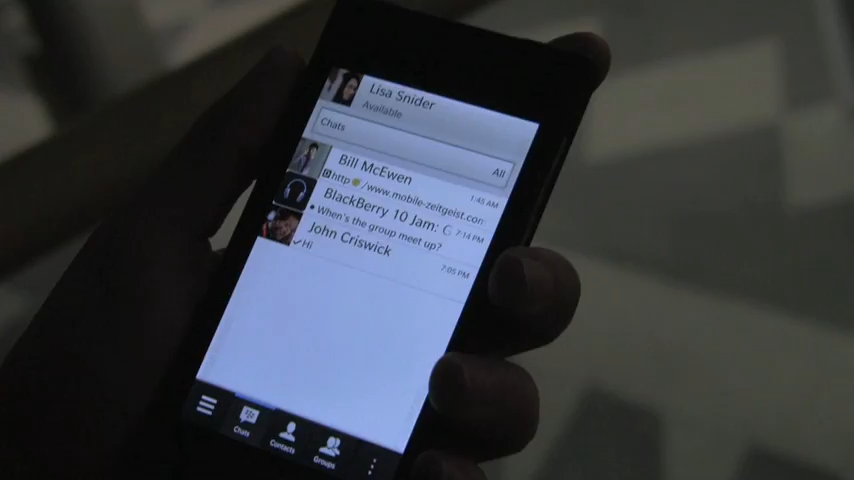 Lisa Snider
Available
Chats
All
Bill McEwen
1:45 AM
http /www.mobile-zeitgeist.con
BlackBerry 10 Jam: G
7:14 PM
When's the group meet up?
John Criswick
7:05 PM
Hi
Chats
Contacts
Groups